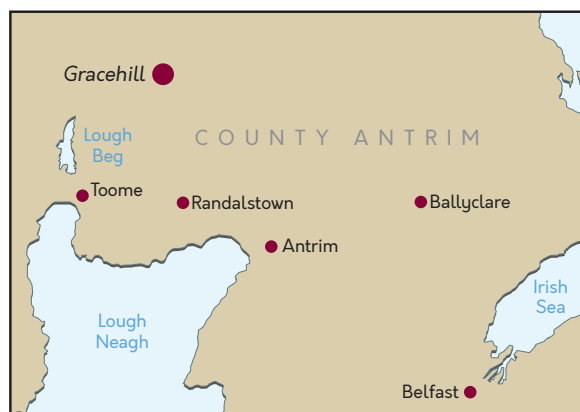 Gracehill
COUNTY ANTRIM
Lough
Beg
Toome
Randalstown
Ballyclare
Antrim
Irish
Sea
Lough
Neagh
Belfast